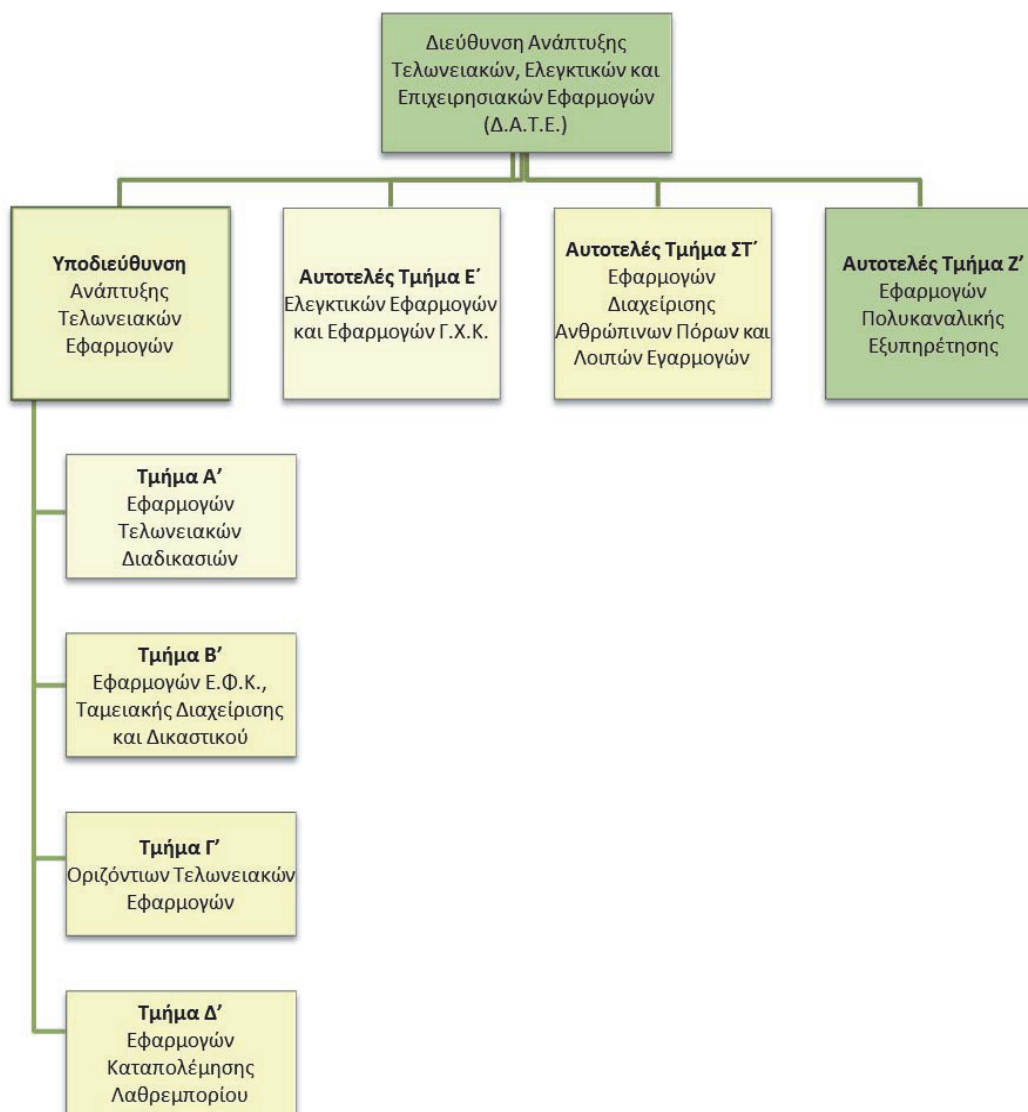 Διεύθυνση Ανάπτυξης
Τελωνειακών, Ελεγκτικών και
Επιχειρησιακών Εφαρμογών
(Δ.Α.Τ.Ε.)
Υποδιεύθυνση
Ανάπτυξης
Τελωνειακών
Εφαρμογών
Αυτοτελές Τμήμα Ε΄
Ελεγκτικών Εφαρμογών
και Εφαρμογών Γ.Χ.Κ.
Αυτοτελές Τμήμα ΣΤ΄
Εφαρμογών
Διαχείρισης
Ανθρώπινων Πόρων και
Λοιπών Εγαρμογών
Αυτοτελές Τμήμα Ζ’
Εφαρμογών
Πολυκαναλικής
Εξυπηρέτησης
Τμήμα Α’
Εφαρμογών
Τελωνειακών
Διαδικασιών
Τμήμα Β’
Εφαρμογών Ε.Φ.Κ.,
Ταμειακής Διαχείρισης
και Δικαστικού
Τμήμα Γ’
Οριζόντιων Τελωνειακών
Εφαρμογών
Τμήμα Δ’
Εφαρμογών
Καταπολέμησης
Λαθρεμπορίου